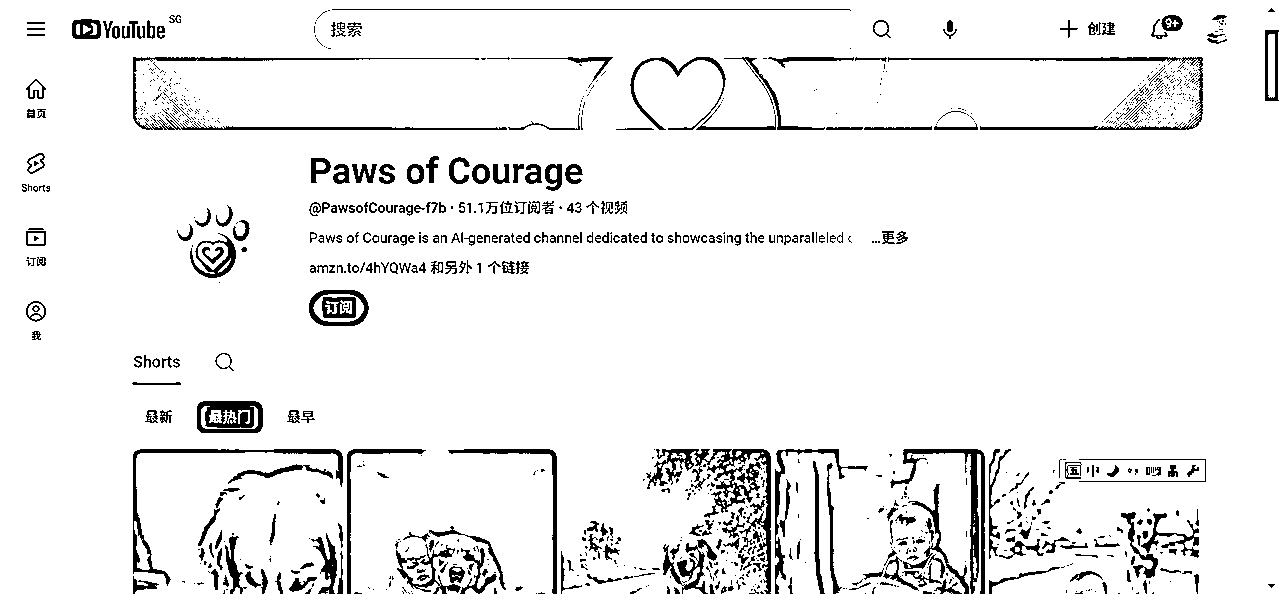 YouTube SG
搜索
创建
9+
首页
Shorts
订阅
我
Paws of Courage
@PawsofCourage-f7b · 51.1万位订阅者 · 43 个视频
Paws of Courage is an AI-generated channel dedicated to showcasing the unparalleled ...更多
amzn.to/4hYQWa4 和另外 1 个链接
订阅
Shorts
最新 最热门 最早
中